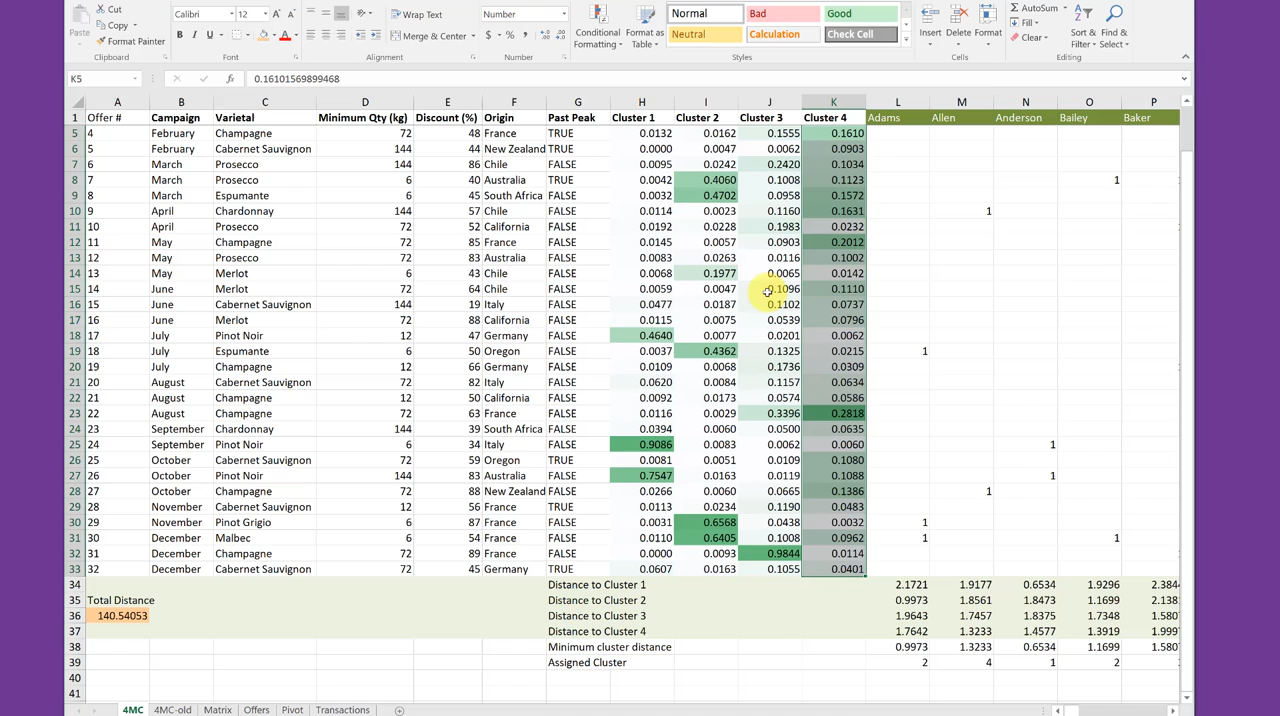 Cut
Copy
Paste
Format Painter
Clipboard
Calibri 12 A A
B I U A
Font
Wrap Text
Merge & Center
Alignment
Number
$ % ,
Number
Conditional Formatting
Format as Table
Normal Bad Good
Neutral Calculation Check Cell
Styles
Insert Delete Format
Cells
AutoSum
Clear
Sort & Filter
Find & Select
Editing
K5 fx 0.16101569899468
A B C D E F G H I J K L M N O P
1 Offer # Campaign Varietal Minimum Qty (kg) Discount (%) Origin Past Peak Cluster 1 Cluster 2 Cluster 3 Cluster 4 Adams Allen Anderson Bailey Baker
5 4 February Champagne 72 48 France TRUE 0.0132 0.0162 0.1555 0.1610
6 5 February Cabernet Sauvignon 144 44 New Zealand TRUE 0.0000 0.0047 0.0062 0.0903
7 6 March Prosecco 144 86 Chile FALSE 0.0095 0.0242 0.2420 0.1034
8 7 March Prosecco 6 40 Australia TRUE 0.0042 0.4060 0.1008 0.1123 1
9 8 March Espumante 6 45 South Africa FALSE 0.0032 0.4702 0.0958 0.1572
10 9 April Chardonnay 144 57 Chile FALSE 0.0114 0.0023 0.1160 0.1631 1
11 10 April Prosecco 72 52 California FALSE 0.0192 0.0228 0.1983 0.0232
12 11 May Champagne 72 85 France FALSE 0.0145 0.0057 0.0903 0.2012
13 12 May Prosecco 72 83 Australia FALSE 0.0083 0.0263 0.0116 0.1002
14 13 May Merlot 6 43 Chile FALSE 0.0068 0.1977 0.0065 0.0142
15 14 June Merlot 72 64 Chile FALSE 0.0059 0.0047 0.1096 0.1110
16 15 June Cabernet Sauvignon 144 19 Italy FALSE 0.0477 0.0187 0.1102 0.0737
17 16 June Merlot 72 88 California FALSE 0.0115 0.0075 0.0539 0.0796
18 17 July Pinot Noir 12 47 Germany FALSE 0.4640 0.0077 0.0201 0.0062
19 18 July Espumante 6 50 Oregon FALSE 0.0037 0.4362 0.1325 0.0215 1
20 19 July Champagne 12 66 Germany FALSE 0.0109 0.0068 0.1736 0.0309
21 20 August Cabernet Sauvignon 72 82 Italy FALSE 0.0620 0.0084 0.1157 0.0634
22 21 August Champagne 12 50 California FALSE 0.0092 0.0173 0.0574 0.0586
23 22 August Champagne 72 63 France FALSE 0.0116 0.0029 0.3396 0.2818
24 23 September Chardonnay 144 39 South Africa FALSE 0.0394 0.0060 0.0500 0.0635
25 24 September Pinot Noir 6 34 Italy FALSE 0.9086 0.0083 0.0062 0.0060 1
26 25 October Cabernet Sauvignon 72 59 Oregon TRUE 0.0081 0.0051 0.0109 0.1080
27 26 October Pinot Noir 144 83 Australia FALSE 0.7547 0.0163 0.0119 0.1088 1
28 27 October Champagne 72 88 New Zealand FALSE 0.0266 0.0060 0.0665 0.1386 1
29 28 November Cabernet Sauvignon 12 56 France TRUE 0.0113 0.0234 0.1190 0.0483
30 29 November Pinot Grigio 6 87 France FALSE 0.0031 0.6568 0.0438 0.0032 1
31 30 December Malbec 6 54 France FALSE 0.0110 0.6405 0.1008 0.0962 1 1
32 31 December Champagne 72 89 France FALSE 0.0000 0.0093 0.9844 0.0114
33 32 December Cabernet Sauvignon 72 45 Germany TRUE 0.0607 0.0163 0.1055 0.0401
34 Distance to Cluster 1 2.1721 1.9177 0.6534 1.9296 2.3844
35 Total Distance Distance to Cluster 2 0.9973 1.8561 1.8473 1.1699 2.138
36 140.54053 Distance to Cluster 3 1.9643 1.7457 1.8375 1.7348 1.580
37 Distance to Cluster 4 1.7642 1.3233 1.4577 1.3919 1.999
38 Minimum cluster distance 0.9973 1.3233 0.6534 1.1699 1.580
39 Assigned Cluster 2 4 1 2
40
41
4MC 4MC-old Matrix Offers Pivot Transactions